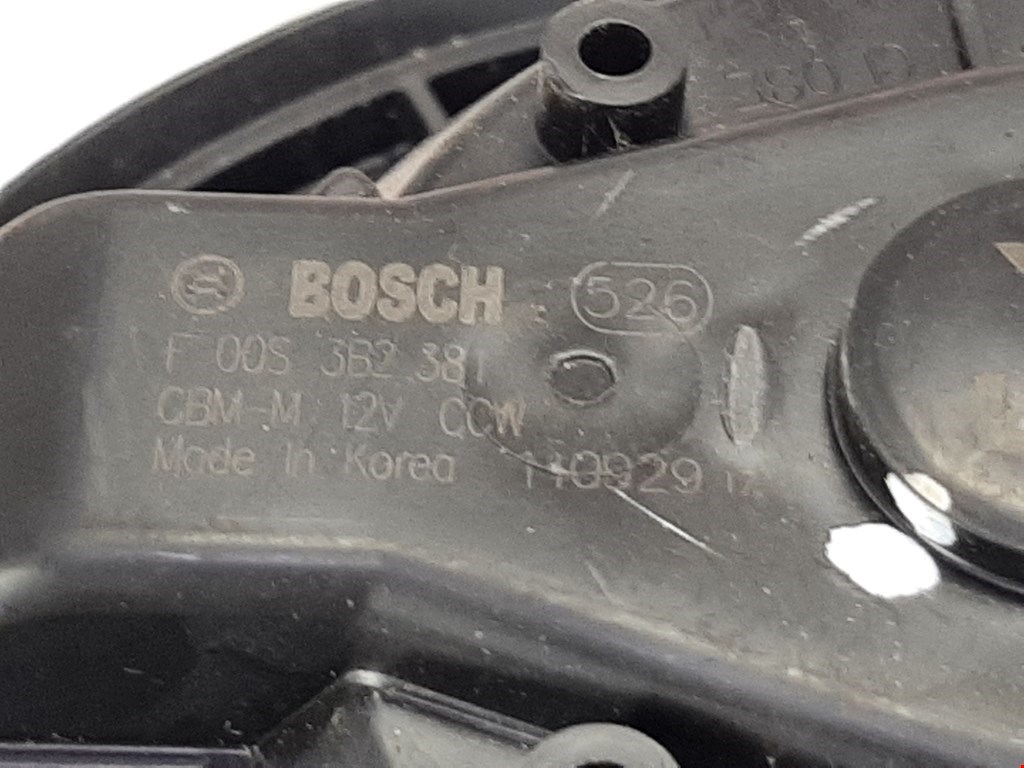 BOSCH 526
F 00S 3B2 381
CBM-M 12V CCW
Made In Korea 110929